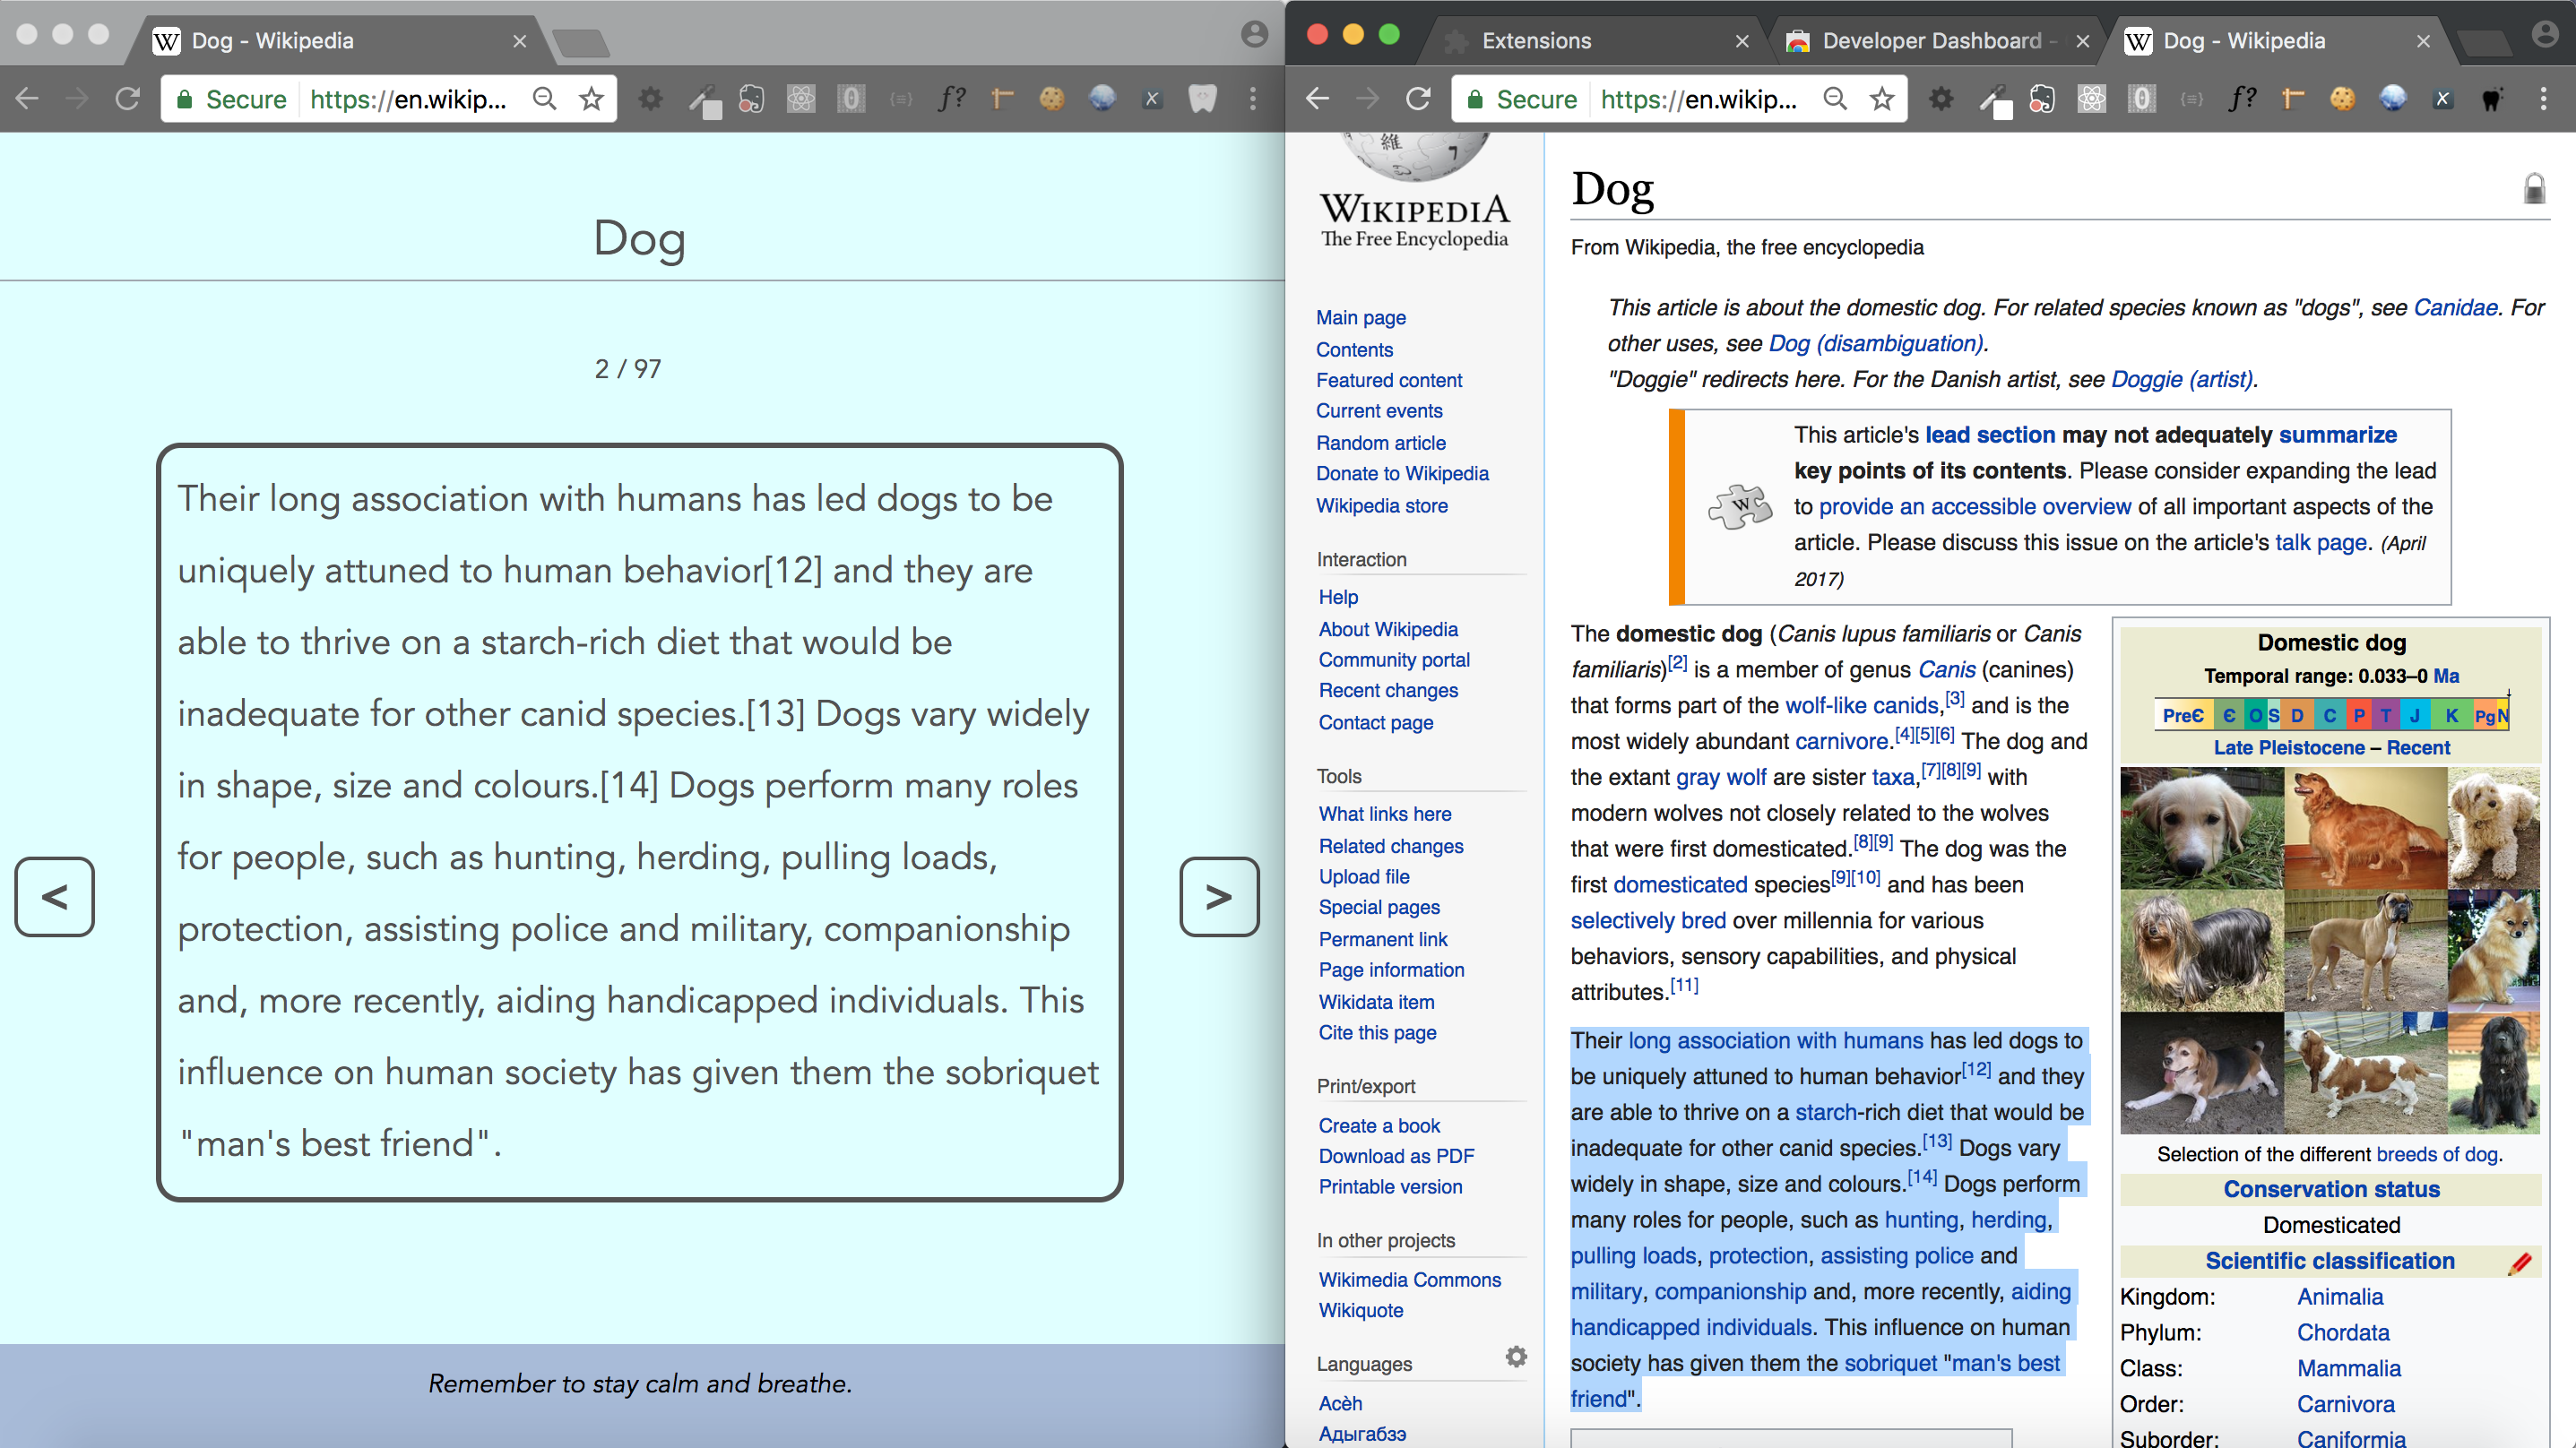 Dog - Wikipedia
Secure https://en.wikip...
f?
X
Dog
2 / 97
Their long association with humans has led dogs to be
uniquely attuned to human behavior[12] and they are
able to thrive on a starch-rich diet that would be
inadequate for other canid species.[13] Dogs vary widely
in shape, size and colours.[14] Dogs perform many roles
for people, such as hunting, herding, pulling loads,
protection, assisting police and military, companionship
and, more recently, aiding handicapped individuals. This
influence on human society has given them the sobriquet
"man's best friend".
<
>
Remember to stay calm and breathe.
Extensions
Developer Dashboard -
Dog - Wikipedia
Secure https://en.wikip...
f?
X
維
WIKIPEDIA
The Free Encyclopedia
Main page
Contents
Featured content
Current events
Random article
Donate to Wikipedia
Wikipedia store
Interaction
Help
About Wikipedia
Community portal
Recent changes
Contact page
Tools
What links here
Related changes
Upload file
Special pages
Permanent link
Page information
Wikidata item
Cite this page
Print/export
Create a book
Download as PDF
Printable version
In other projects
Wikimedia Commons
Wikiquote
Languages
Acèh
Адыгабзэ
Dog
From Wikipedia, the free encyclopedia
This article is about the domestic dog. For related species known as "dogs", see Canidae. For
other uses, see Dog (disambiguation).
"Doggie" redirects here. For the Danish artist, see Doggie (artist).
This article's lead section may not adequately summarize
key points of its contents. Please consider expanding the lead
to provide an accessible overview of all important aspects of the
article. Please discuss this issue on the article's talk page. (April
2017)
The domestic dog (Canis lupus familiaris or Canis
familiaris)[2] is a member of genus Canis (canines)
that forms part of the wolf-like canids,[3] and is the
most widely abundant carnivore.[4][5][6] The dog and
the extant gray wolf are sister taxa,[7][8][9] with
modern wolves not closely related to the wolves
that were first domesticated.[8][9] The dog was the
first domesticated species[9][10] and has been
selectively bred over millennia for various
behaviors, sensory capabilities, and physical
attributes.[11]
Their long association with humans has led dogs to
be uniquely attuned to human behavior[12] and they
are able to thrive on a starch-rich diet that would be
inadequate for other canid species.[13] Dogs vary
widely in shape, size and colours.[14] Dogs perform
many roles for people, such as hunting, herding,
pulling loads, protection, assisting police and
military, companionship and, more recently, aiding
handicapped individuals. This influence on human
society has given them the sobriquet "man's best
friend".
Domestic dog
Temporal range: 0.033–0 Ma
PreЄ Є O S D C P T J K Pg N
Late Pleistocene – Recent
Selection of the different breeds of dog.
Conservation status
Domesticated
Scientific classification
Kingdom: Animalia
Phylum: Chordata
Class: Mammalia
Order: Carnivora
Suborder: Caniformia